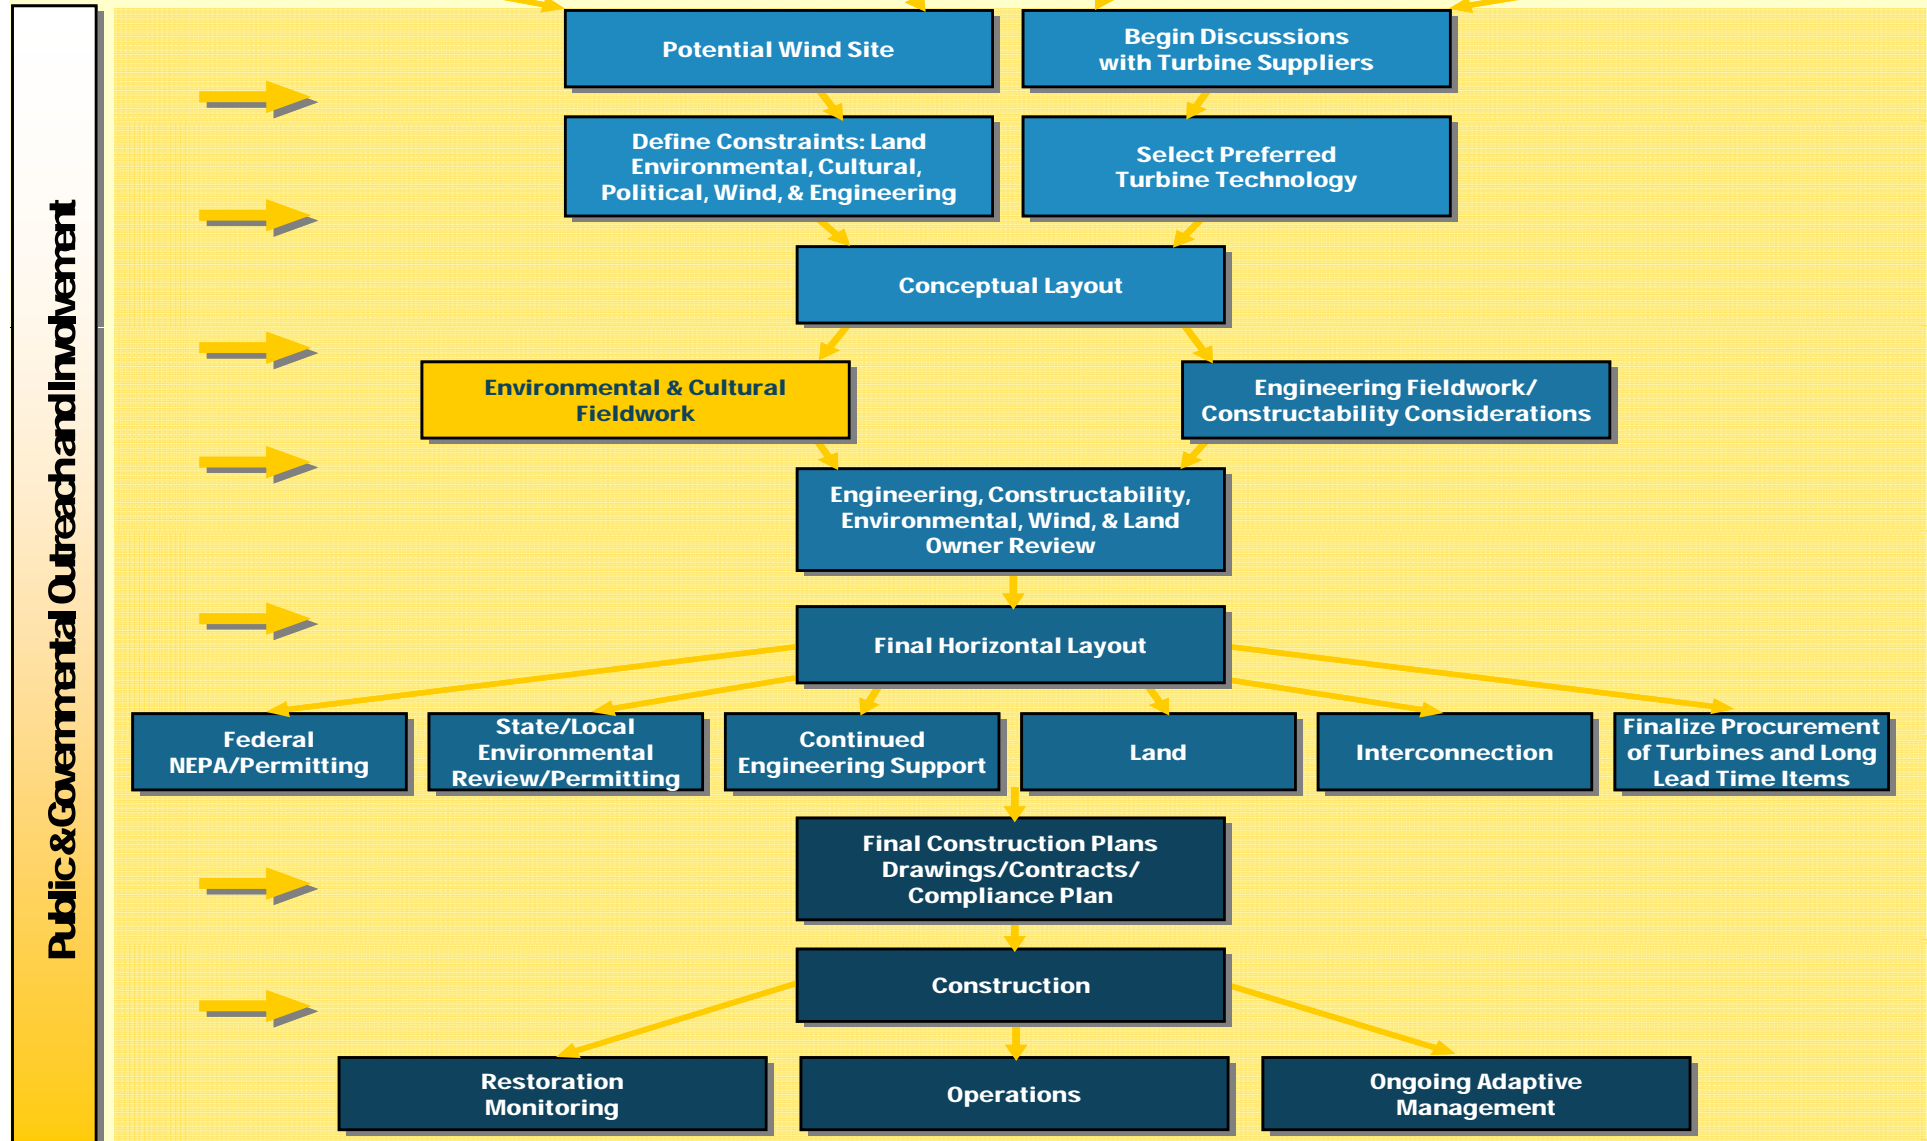 Public & Governmental Outreach and Involvement
Potential Wind Site
Begin Discussions
with Turbine Suppliers
Define Constraints: Land
Environmental, Cultural,
Political, Wind, & Engineering
Select Preferred
Turbine Technology
Conceptual Layout
Environmental & Cultural
Fieldwork
Engineering Fieldwork/
Constructability Considerations
Engineering, Constructability,
Environmental, Wind, & Land
Owner Review
Final Horizontal Layout
Federal
NEPA/Permitting
State/Local
Environmental
Review/Permitting
Continued
Engineering Support
Land
Interconnection
Finalize Procurement
of Turbines and Long
Lead Time Items
Final Construction Plans
Drawings/Contracts/
Compliance Plan
Construction
Restoration
Monitoring
Operations
Ongoing Adaptive
Management